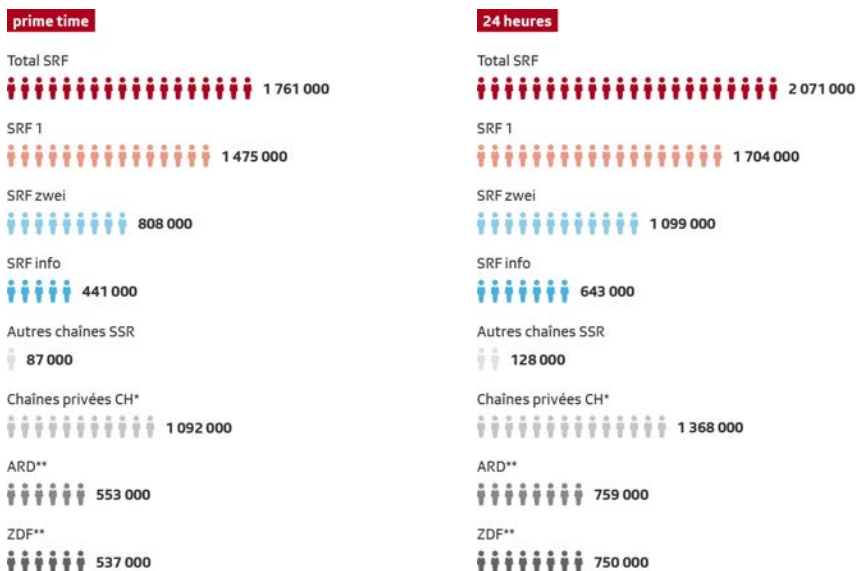 prime time
Total SRF
1 761 000
SRF 1
1 475 000
SRF zwei
808 000
SRF info
441 000
Autres chaînes SSR
87 000
Chaînes privées CH*
1 092 000
ARD**
553 000
ZDF**
537 000
24 heures
Total SRF
2 071 000
SRF 1
1 704 000
SRF zwei
1 099 000
SRF info
643 000
Autres chaînes SSR
128 000
Chaînes privées CH*
1 368 000
ARD**
759 000
ZDF**
750 000